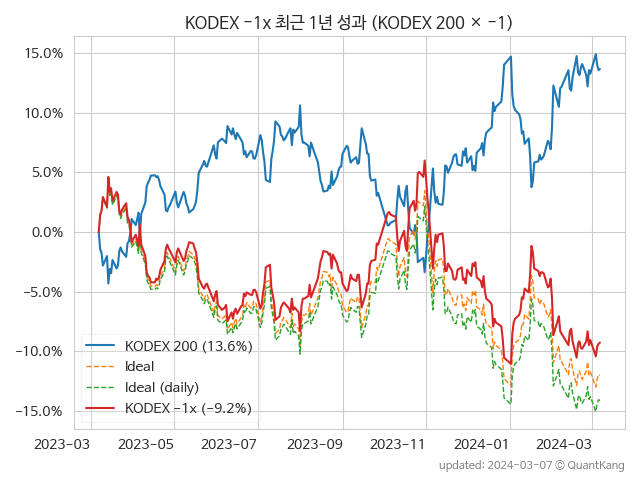 KODEX −1x 최근 1년 성과 (KODEX 200 × −1)
15.0%
10.0%
5.0%
0.0%
−5.0%
−10.0%
−15.0%
KODEX 200 (13.6%)
Ideal
Ideal (daily)
KODEX −1x (−9.2%)
2023−03 2023−05 2023−07 2023−09 2023−11 2024−01 2024−03
updated: 2024−03−07 © QuantKang